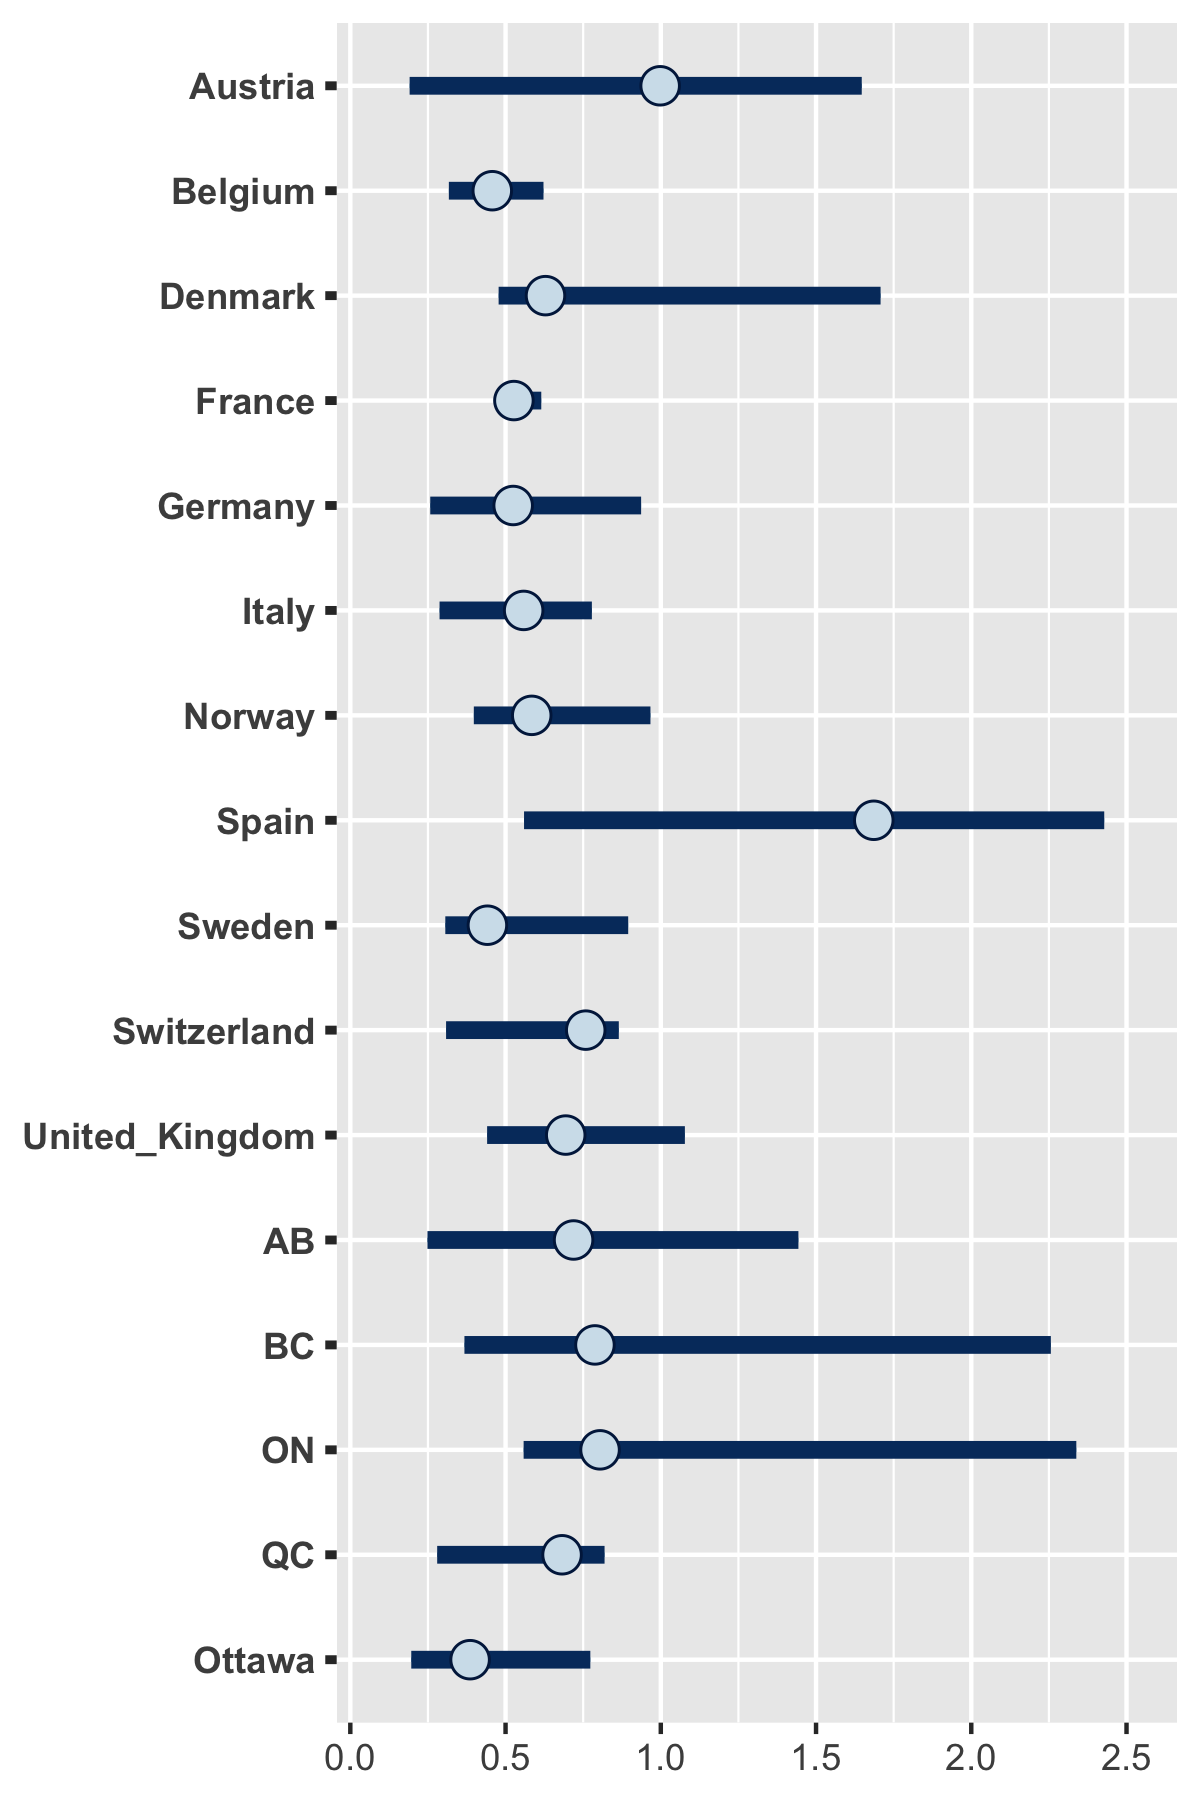 Austria
Belgium
Denmark
France
Germany
Italy
Norway
Spain
Sweden
Switzerland
United_Kingdom
AB
BC
ON
QC
Ottawa
0.0 0.5 1.0 1.5 2.0 2.5